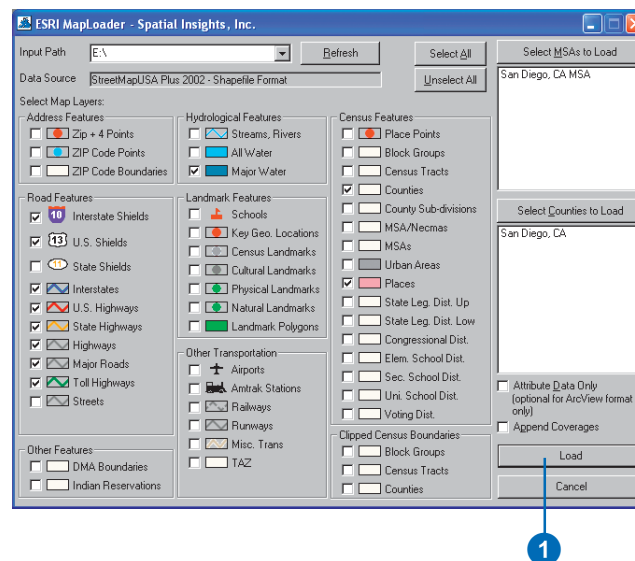 ESRI MapLoader - Spatial Insights, Inc.
Input Path
E:\
Refresh
Select All
Data Source
StreetMapUSA Plus 2002 - Shapefile Format
Unselect All
Select Map Layers:
Address Features
Zip + 4 Points
ZIP Code Points
ZIP Code Boundaries
Road Features
10 Interstate Shields
13 U.S. Shields
11 State Shields
Interstates
U.S. Highways
State Highways
Highways
Major Roads
Toll Highways
Streets
Other Features
DMA Boundaries
Indian Reservations
Hydrological Features
Streams, Rivers
All Water
Major Water
Landmark Features
Schools
Key Geo. Locations
Census Landmarks
Cultural Landmarks
Physical Landmarks
Natural Landmarks
Landmark Polygons
Other Transportation
Airports
Amtrak Stations
Railways
Runways
Misc. Trans
TAZ
Census Features
Place Points
Block Groups
Census Tracts
Counties
County Sub-divisions
MSA/Necmas
MSAs
Urban Areas
Places
State Leg. Dist. Up
State Leg. Dist. Low
Congressional Dist.
Elem. School Dist.
Sec. School Dist.
Uni. School Dist.
Voting Dist.
Clipped Census Boundaries
Block Groups
Census Tracts
Counties
Select MSAs to Load
San Diego, CA MSA
Select Counties to Load
San Diego, CA
Attribute Data Only
(optional for ArcView format
only)
Append Coverages
Load
Cancel
1